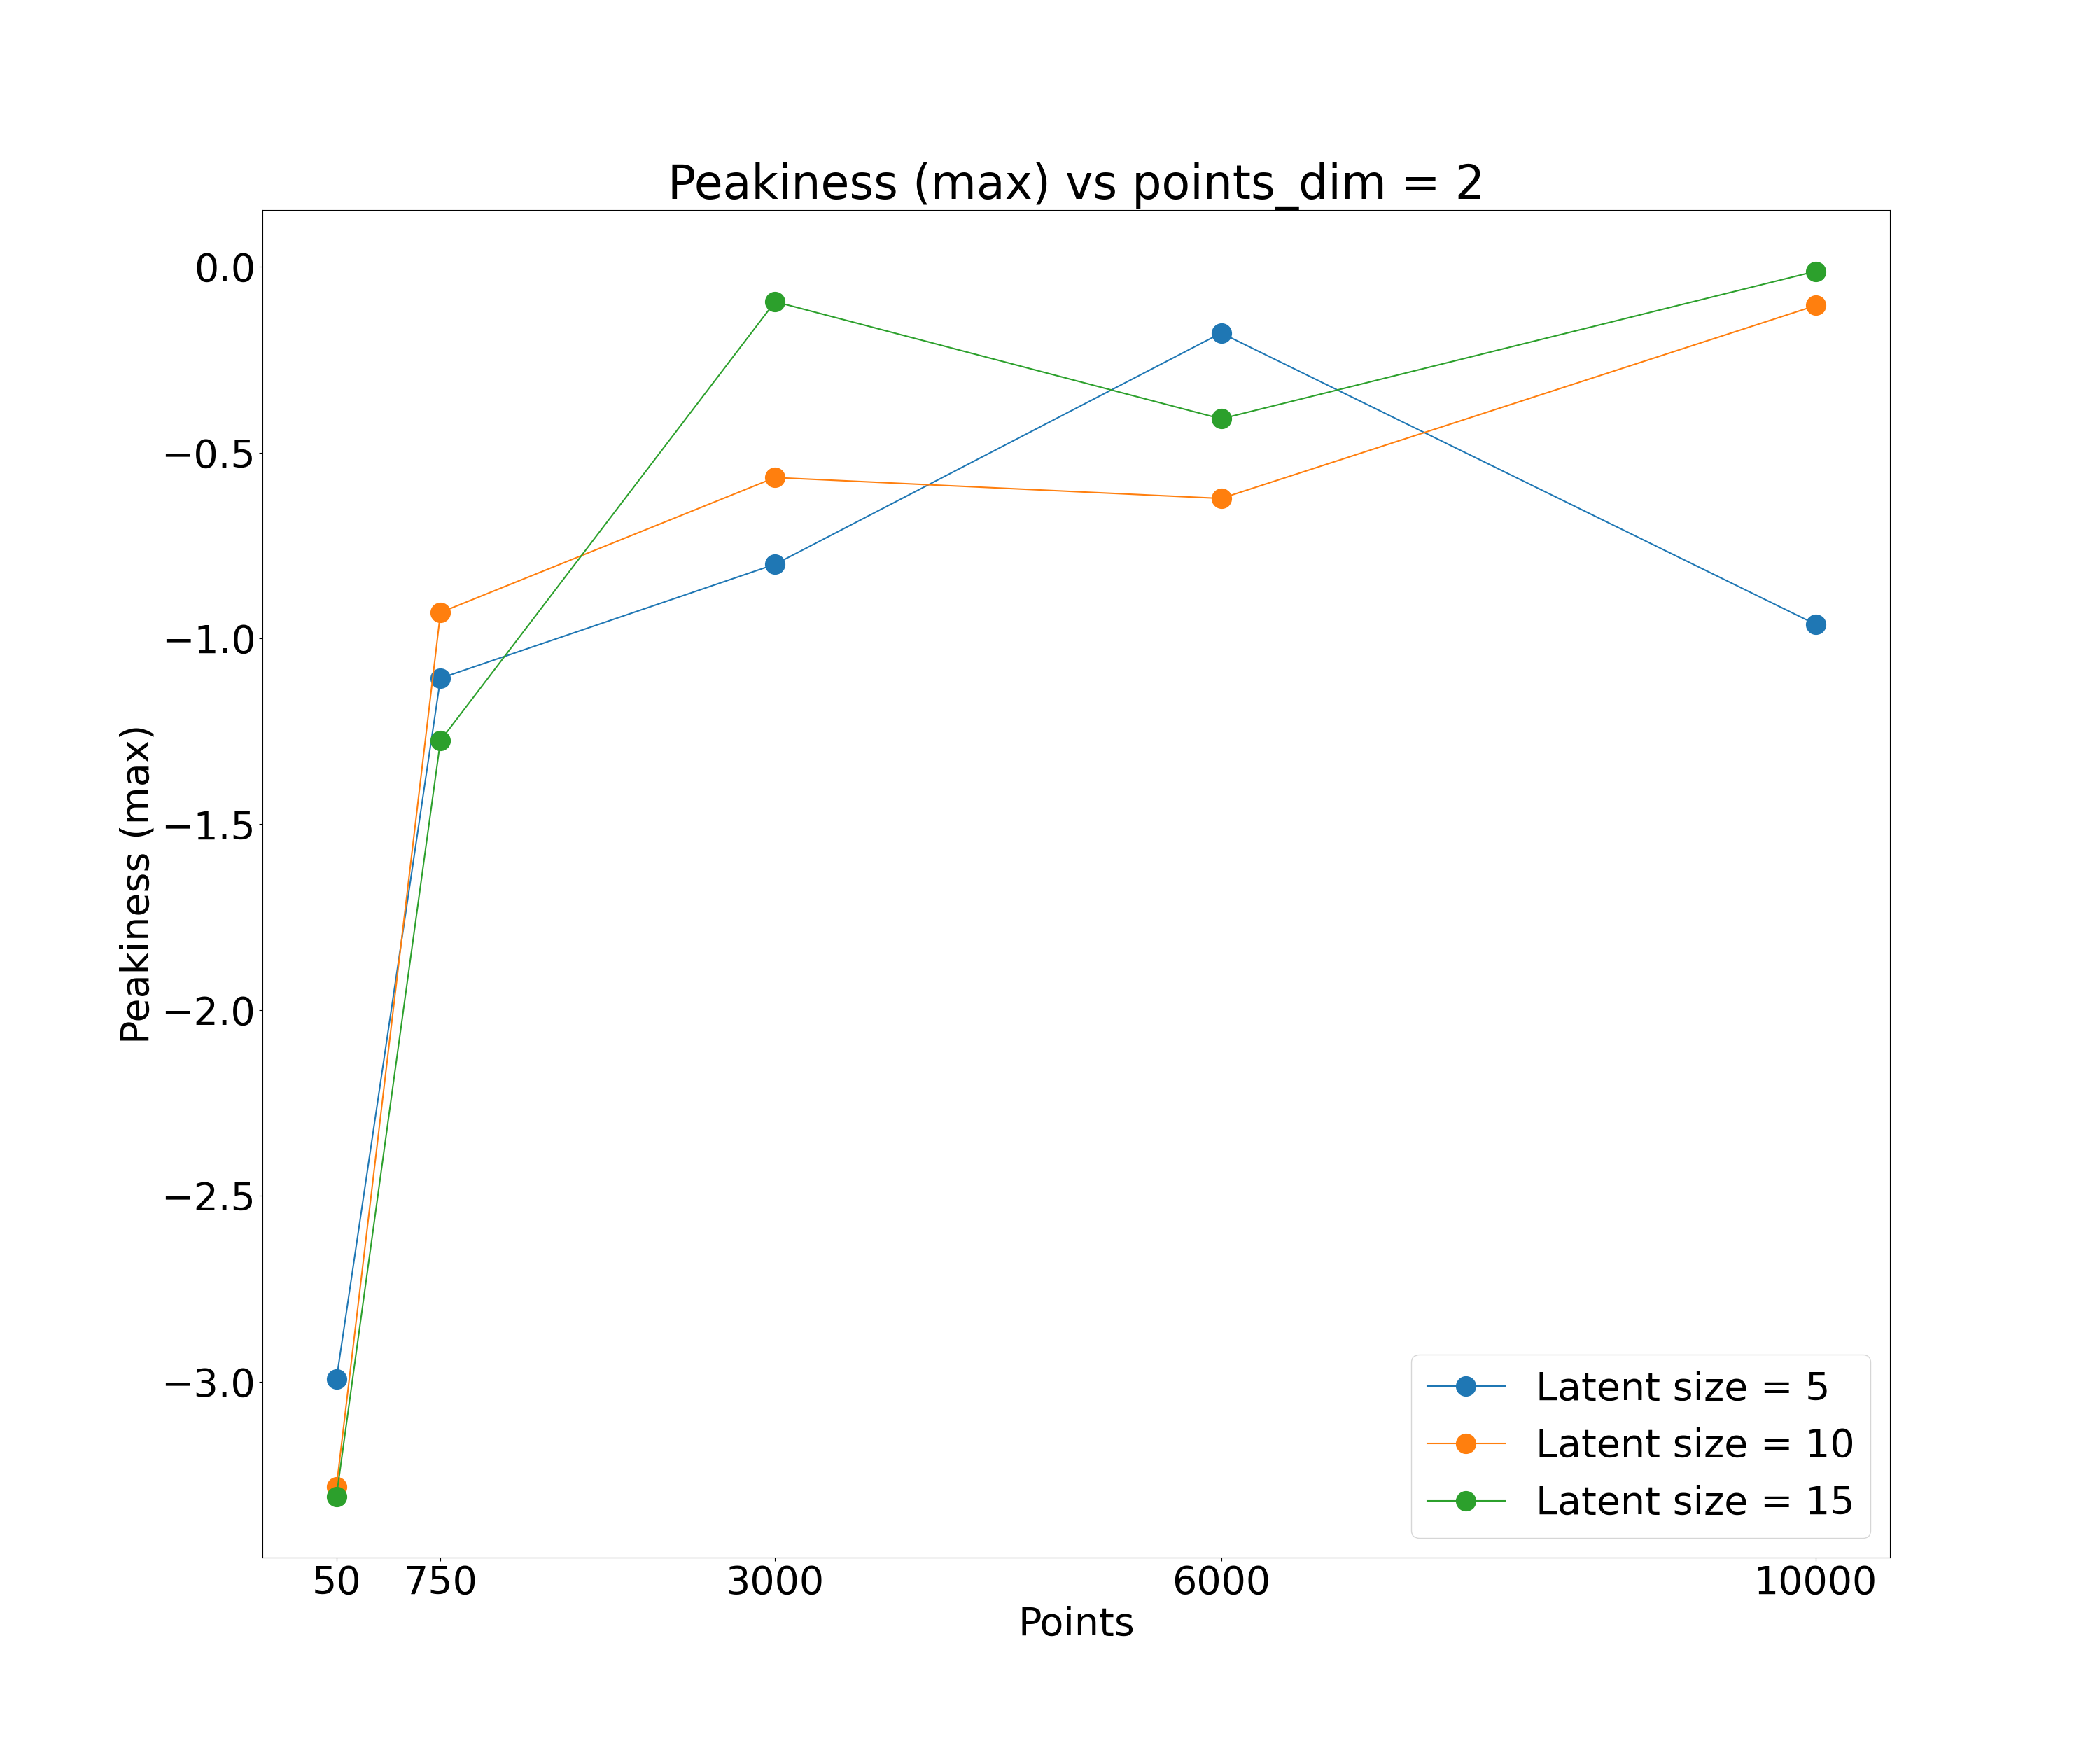 Peakiness (max) vs points_dim = 2
Peakiness (max)
0.0
−0.5
−1.0
−1.5
−2.0
−2.5
−3.0
50 750 3000 6000 10000
Points
Latent size = 5
Latent size = 10
Latent size = 15